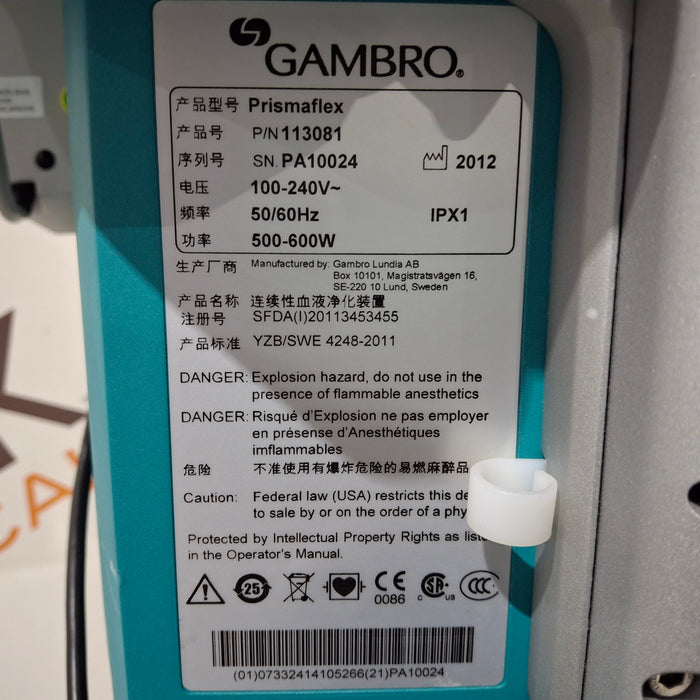 GAMBRO®
产品型号 Prismaflex
产品号 P/N 113081
序列号 SN. PA10024 2012
电压 100-240V~
频率 50/60Hz IPX1
功率 500-600W
生产厂商 Manufactured by: Gambro Lundia AB
Box 10101, Magistratsvägen 16,
SE-220 10 Lund, Sweden
产品名称 连续性血液净化装置
注册号 SFDA(I)20113453455
产品标准 YZB/SWE 4248-2011
DANGER: Explosion hazard, do not use in the
presence of flammable anesthetics
DANGER: Risqué d'Explosion ne pas employer
en présense d'Anesthétiques
imflammables
危险 不准使用有爆炸危险的易燃麻醉品
Caution: Federal law (USA) restricts this de
to sale by or on the order of a phy
Protected by Intellectual Property Rights as
in the Operator's Manual.
25 CE 0086 C SA US CCC
(01)07332414105266(21)PA10024
CA